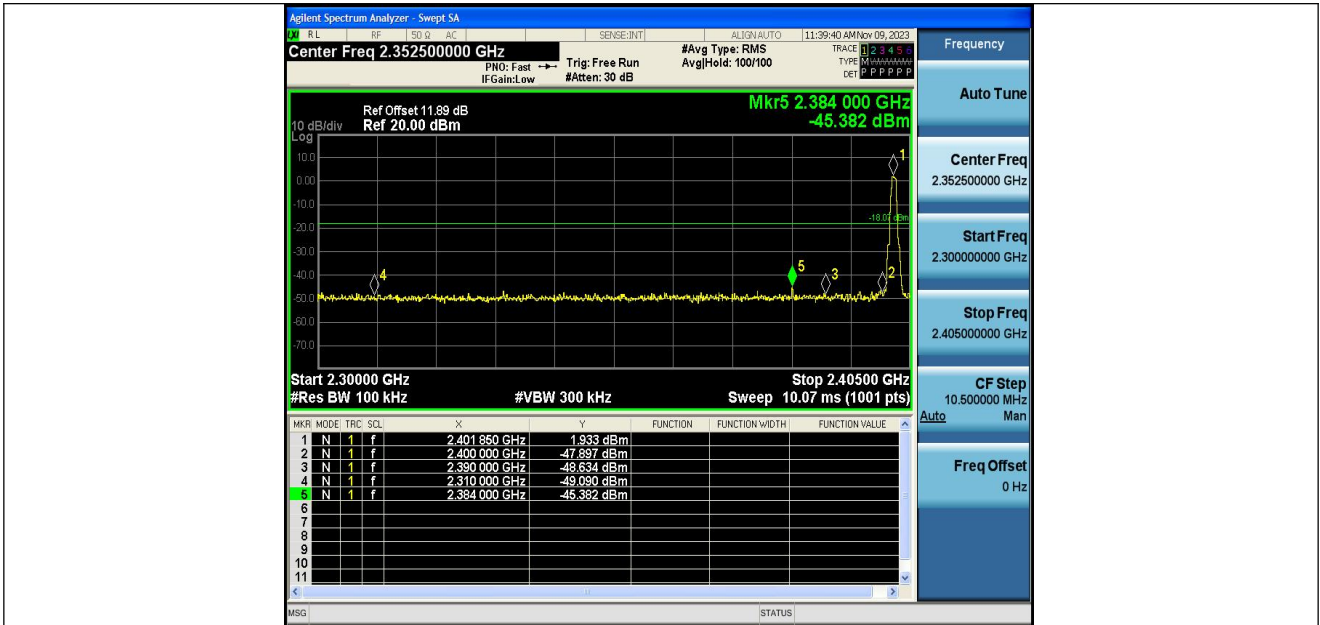 Agilent Spectrum Analyzer - Swept SA
LXI RL RF 50 Ω AC SENSE:INT ALIGN AUTO 11:39:40 AM Nov 09, 2023
Center Freq 2.352500000 GHz
PNO: Fast
IFGain:Low
Trig: Free Run
#Atten: 30 dB
#Avg Type: RMS
Avg|Hold: 100/100
TRACE 1 2 3 4 5 6
TYPE M
DET P P P P P P
Ref Offset 11.89 dB
10 dB/div Ref 20.00 dBm
Log
Mkr5 2.384 000 GHz
-45.382 dBm
10.0
0.00
-10.0
-20.0
-30.0
-40.0
-50.0
-60.0
-70.0
1
-18.07 dBm
4
5
3
2
Start 2.30000 GHz Stop 2.40500 GHz
#Res BW 100 kHz #VBW 300 kHz Sweep 10.07 ms (1001 pts)
MKR MODE TRC SCL X Y FUNCTION FUNCTION WIDTH FUNCTION VALUE
1 N 1 f 2.401 850 GHz 1.933 dBm
2 N 1 f 2.400 000 GHz -47.897 dBm
3 N 1 f 2.390 000 GHz -48.634 dBm
4 N 1 f 2.310 000 GHz -49.090 dBm
5 N 1 f 2.384 000 GHz -45.382 dBm
6
7
8
9
10
11
MSG STATUS
Frequency
Auto Tune
Center Freq
2.352500000 GHz
Start Freq
2.300000000 GHz
Stop Freq
2.405000000 GHz
CF Step
10.500000 MHz
Auto Man
Freq Offset
0 Hz